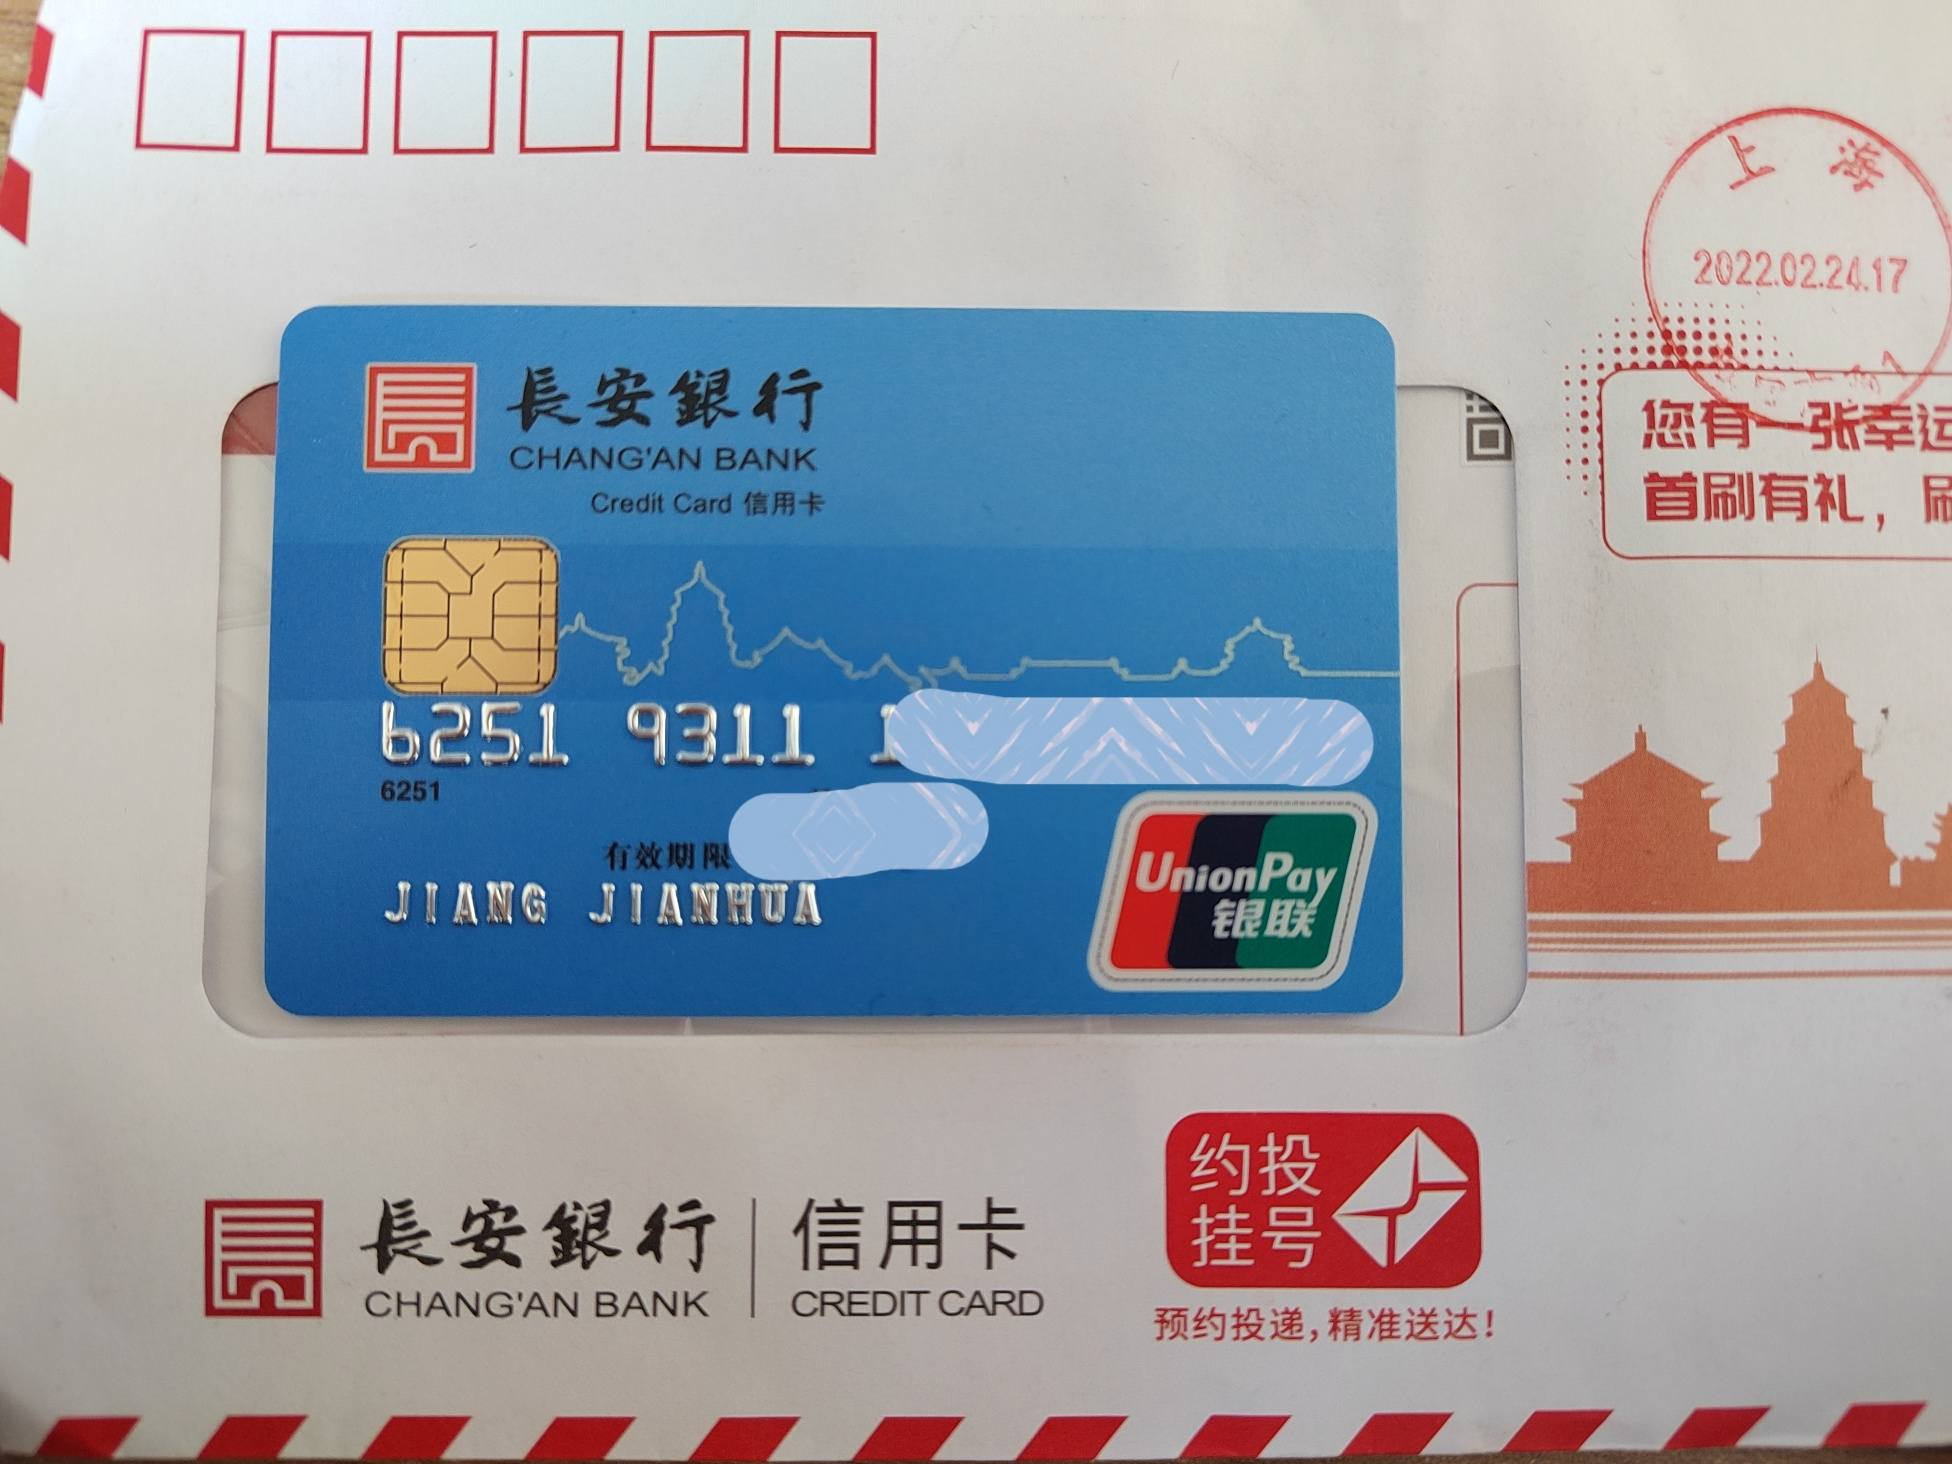 上海
2022.02.24.17
您有一张幸运
首刷有礼，刷
長安銀行
CHANG'AN BANK
Credit Card 信用卡
6251 9311 1
6251
有效期限
JIANG JIANHUA
UnionPay
银联
長安銀行
CHANG'AN BANK
信用卡
CREDIT CARD
约投
挂号
预约投递,精准送达!